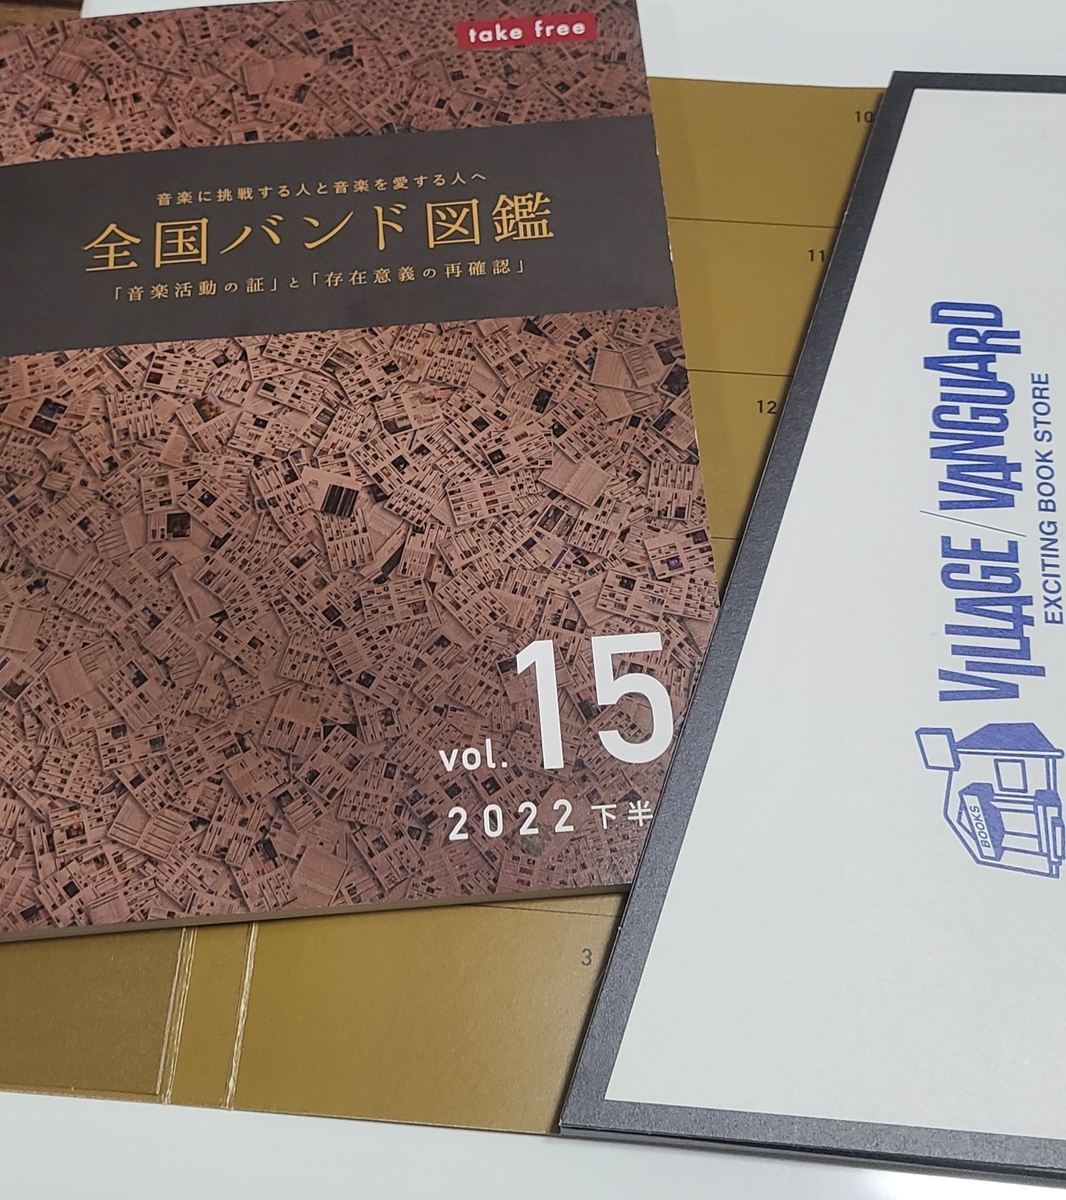 take free
音楽に挑戦する人と音楽を愛する人へ
全国バンド図鑑
「音楽活動の証」と「存在意義の再確認」
vol. 15
2022 下半
10
11
12
3
VILLAGE/VANGUARD
EXCITING BOOK STORE
BOOKS